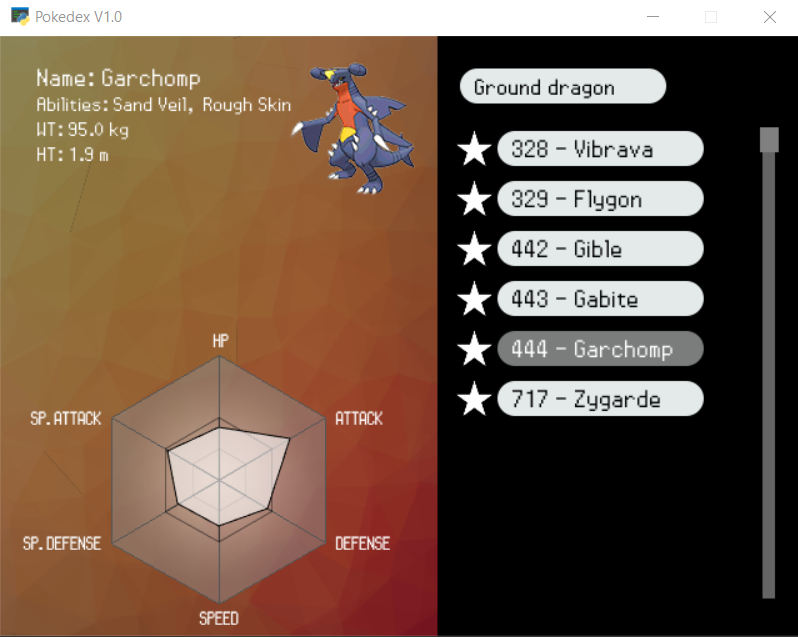 Pokedex V1.0
Name: Garchomp
Abilities: Sand Veil, Rough Skin
WT: 95.0 kg
HT: 1.9 m
HP
SP.ATTACK
ATTACK
SP.DEFENSE
DEFENSE
SPEED
Ground dragon
328 - Vibrava
329 - Flygon
442 - Gible
443 - Gabite
444 - Garchomp
717 - Zygarde